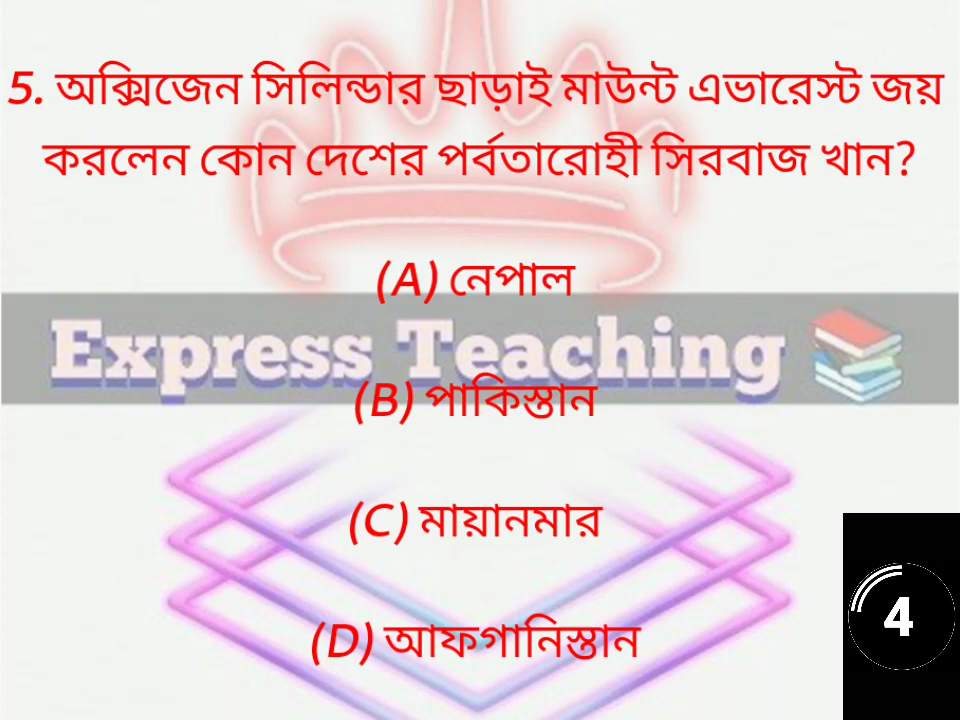 5. অক্সিজেন সিলিন্ডার ছাড়াই মাউন্ট এভারেস্ট জয়
করলেন কোন দেশের পর্বতারোহী সিরবাজ খান?
(A) নেপাল
Express Teaching
(B) পাকিস্তান
(C) মায়ানমার
4
(D) আফগানিস্তান